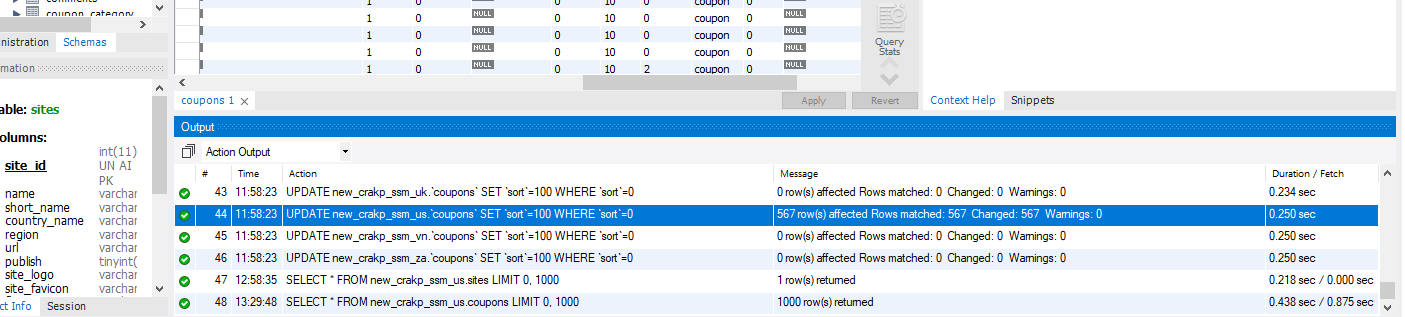 comments
coupon_category
1 0 NULL 0 10 0 coupon 0 NULL
1 0 NULL 0 10 0 coupon 0 NULL
1 0 NULL 0 10 0 coupon 0 NULL
1 0 NULL 0 10 0 coupon 0 NULL
1 0 NULL 0 10 2 coupon 0 NULL
Query
Stats
ministration Schemas
rmation
able: sites
olumns:
site_id int(11)
UN AI
PK
name varchar
short_name varchar
country_name varchar
region varchar
url varchar
publish tinyint(
site_logo varchar
site_favicon varchar
ct Info Session
coupons 1
Apply Revert
Context Help Snippets
Output
Action Output
# Time Action Message Duration / Fetch
43 11:58:23 UPDATE new_crakp_ssm_uk.`coupons` SET `sort`=100 WHERE `sort`=0 0 row(s) affected Rows matched: 0 Changed: 0 Warnings: 0 0.234 sec
44 11:58:23 UPDATE new_crakp_ssm_us.`coupons` SET `sort`=100 WHERE `sort`=0 567 row(s) affected Rows matched: 567 Changed: 567 Warnings: 0 0.250 sec
45 11:58:23 UPDATE new_crakp_ssm_vn.`coupons` SET `sort`=100 WHERE `sort`=0 0 row(s) affected Rows matched: 0 Changed: 0 Warnings: 0 0.250 sec
46 11:58:23 UPDATE new_crakp_ssm_za.`coupons` SET `sort`=100 WHERE `sort`=0 0 row(s) affected Rows matched: 0 Changed: 0 Warnings: 0 0.250 sec
47 12:58:35 SELECT * FROM new_crakp_ssm_us.sites LIMIT 0, 1000 1 row(s) returned 0.218 sec / 0.000 sec
48 13:29:48 SELECT * FROM new_crakp_ssm_us.coupons LIMIT 0, 1000 1000 row(s) returned 0.438 sec / 0.875 sec